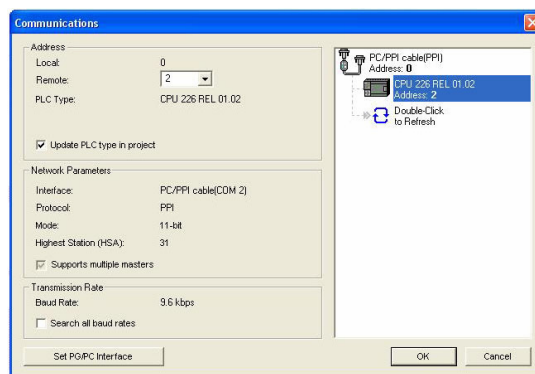 Communications
Address
Local: 0
Remote: 2
PLC Type: CPU 226 REL 01.02
Update PLC type in project
Network Parameters
Interface: PC/PPI cable(COM 2)
Protocol: PPI
Mode: 11-bit
Highest Station (HSA): 31
Supports multiple masters
Transmission Rate
Baud Rate: 9.6 kbps
Search all baud rates
Set PG/PC Interface
PC/PPI cable(PPI)
Address: 0
CPU 226 REL 01.02
Address: 2
Double-Click
to Refresh
OK
Cancel